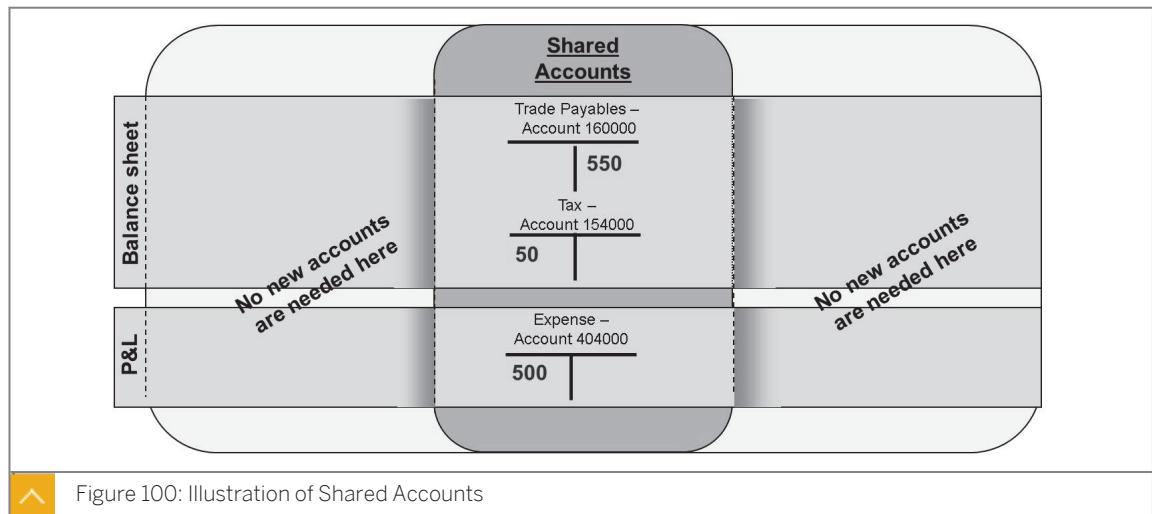 Shared
Accounts
Balance sheet
Trade Payables –
Account 160000
550
Tax –
Account 154000
50
No new accounts
are needed here
No new accounts
are needed here
P&L
Expense –
Account 404000
500
Figure 100: Illustration of Shared Accounts